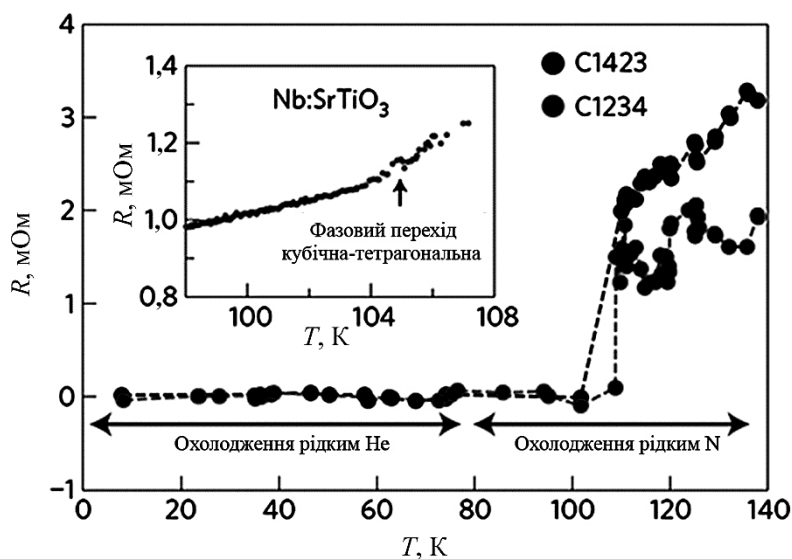 4
3
2
1
0
−1
R, мОм
1,4
1,2
1,0
0,8
R, мОм
Nb:SrTiO3
Фазовий перехід
кубічна-тетрагональна
100
104
108
T, К
C1423
C1234
Охолодження рідким He
Охолодження рідким N
0
20
40
60
80
100
120
140
T, К